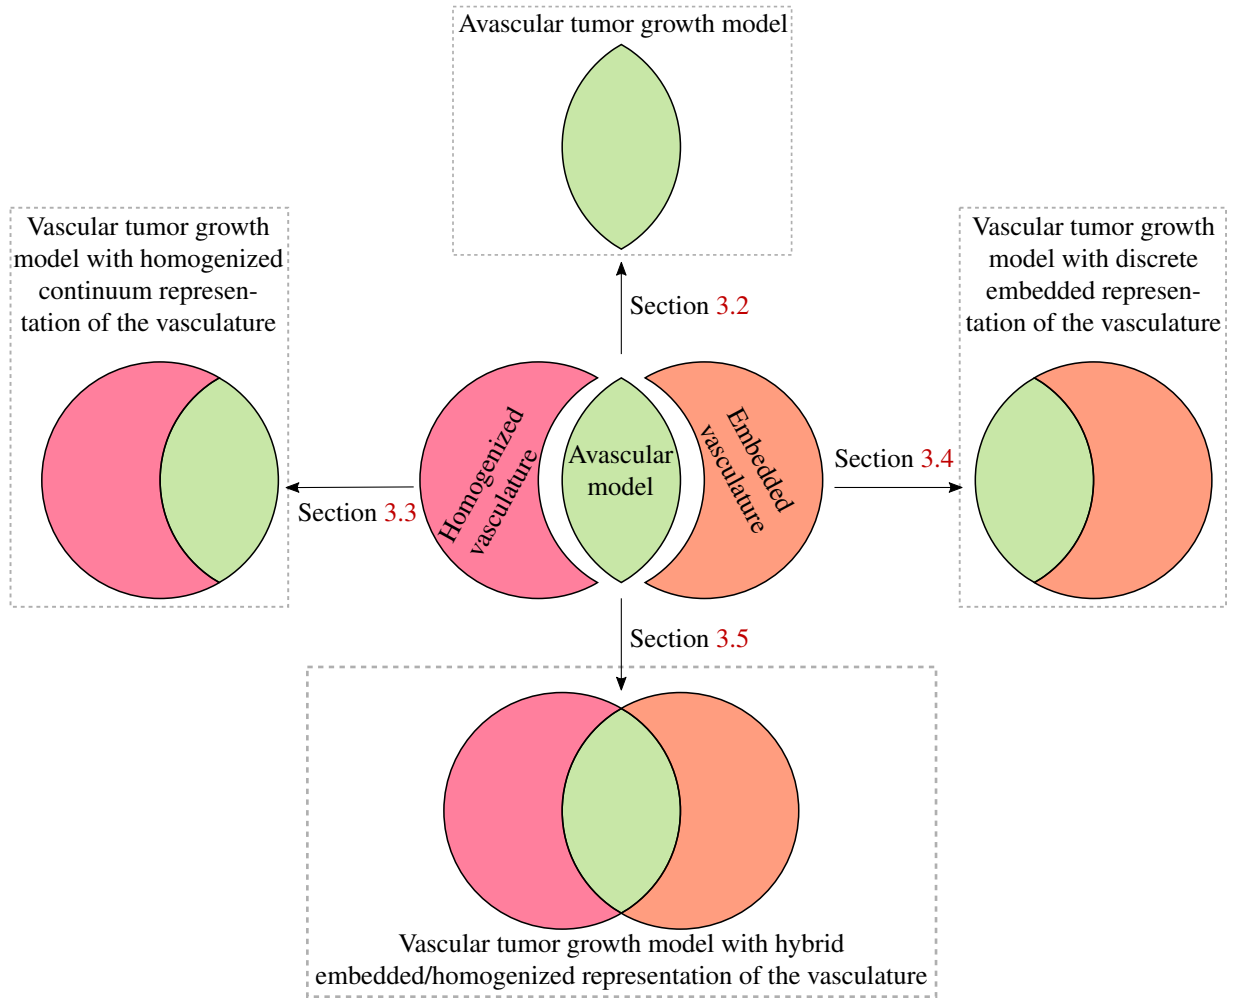 Avascular tumor growth model
Vascular tumor growth
model with homogenized
continuum represen-
tation of the vasculature
Vascular tumor growth
model with discrete
embedded represen-
tation of the vasculature
Section 3.2
Homogenized
vasculature
Avascular
model
Embedded
vasculature
Section 3.3
Section 3.4
Section 3.5
Vascular tumor growth model with hybrid
embedded/homogenized representation of the vasculature